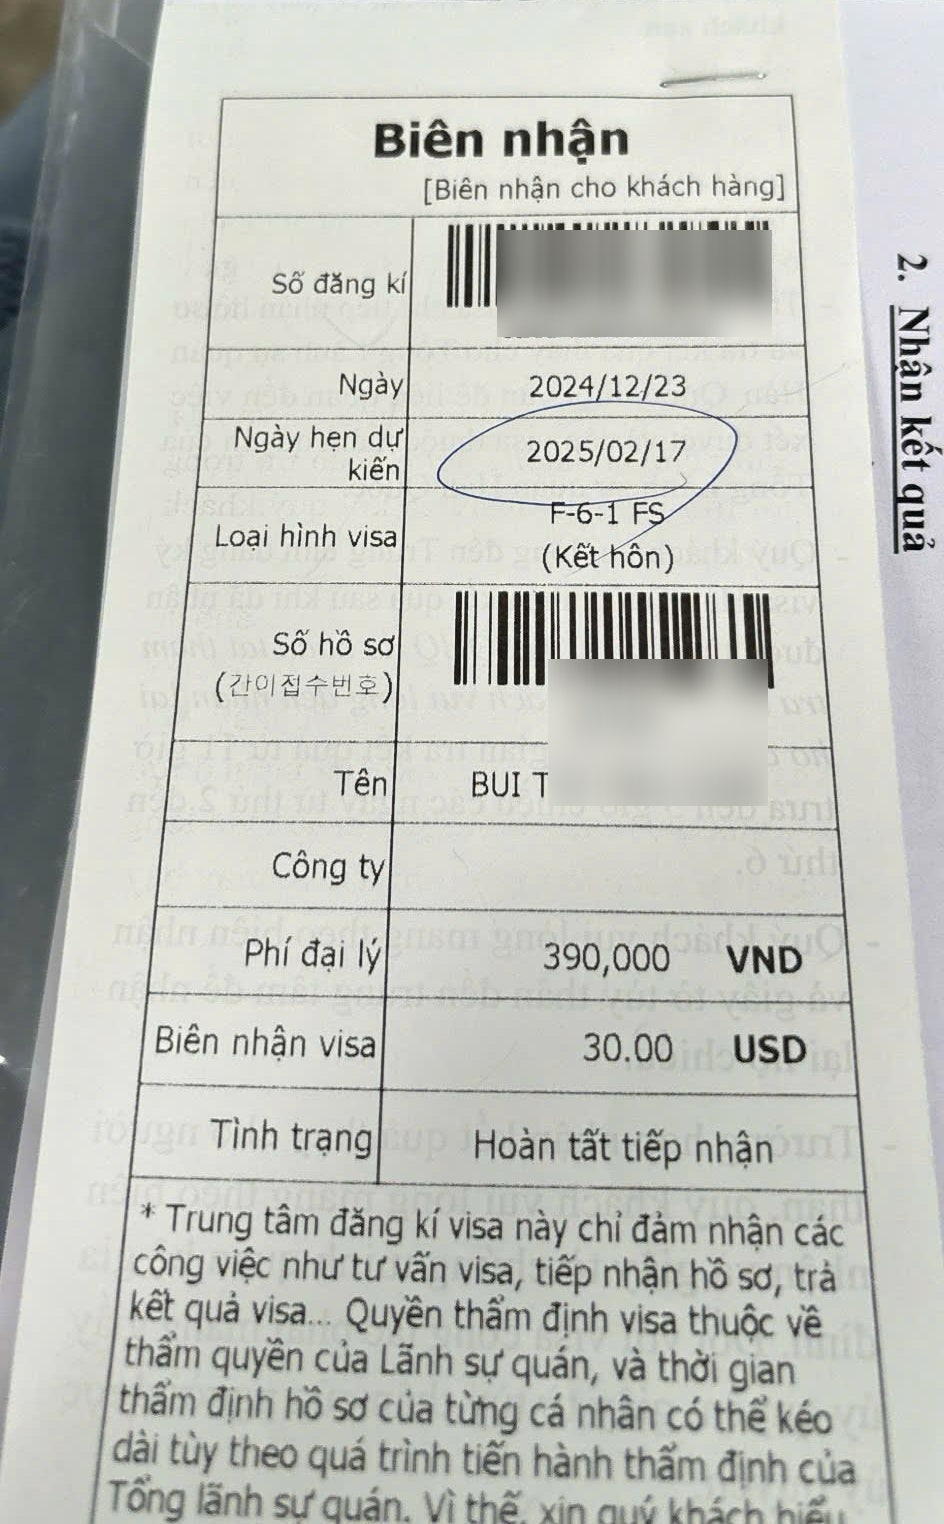 Biên nhận
[Biên nhận cho khách hàng]
Số đăng kí
Ngày 2024/12/23
Ngày hẹn dự kiến 2025/02/17
Loại hình visa F-6-1 FS
(Kết hôn)
Số hồ sơ
(간이접수번호)
Tên BUI T
Công ty
Phí đại lý 390,000 VND
Biên nhận visa 30.00 USD
Tình trạng Hoàn tất tiếp nhận
* Trung tâm đăng kí visa này chỉ đảm nhận các
công việc như tư vấn visa, tiếp nhận hồ sơ, trả
kết quả visa... Quyền thẩm định visa thuộc về
thẩm quyền của Lãnh sự quán, và thời gian
thẩm định hồ sơ của từng cá nhân có thể kéo
dài tùy theo quá trình tiến hành thẩm định của
Tổng lãnh sự quán. Vì thế, xin quý khách hiểu
2. Nhận kết quả